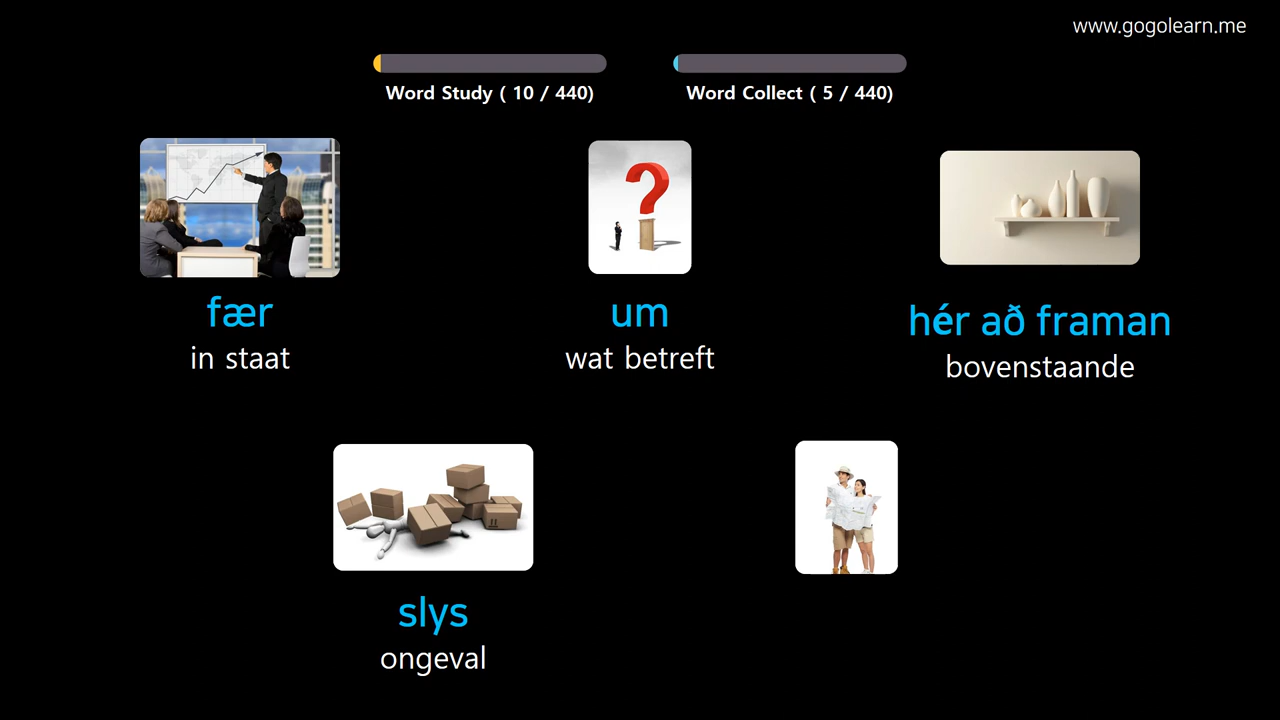 www.gogolearn.me
Word Study ( 10 / 440)
Word Collect ( 5 / 440)
fær
in staat
um
wat betreft
hér að framan
bovenstaande
slys
ongeval